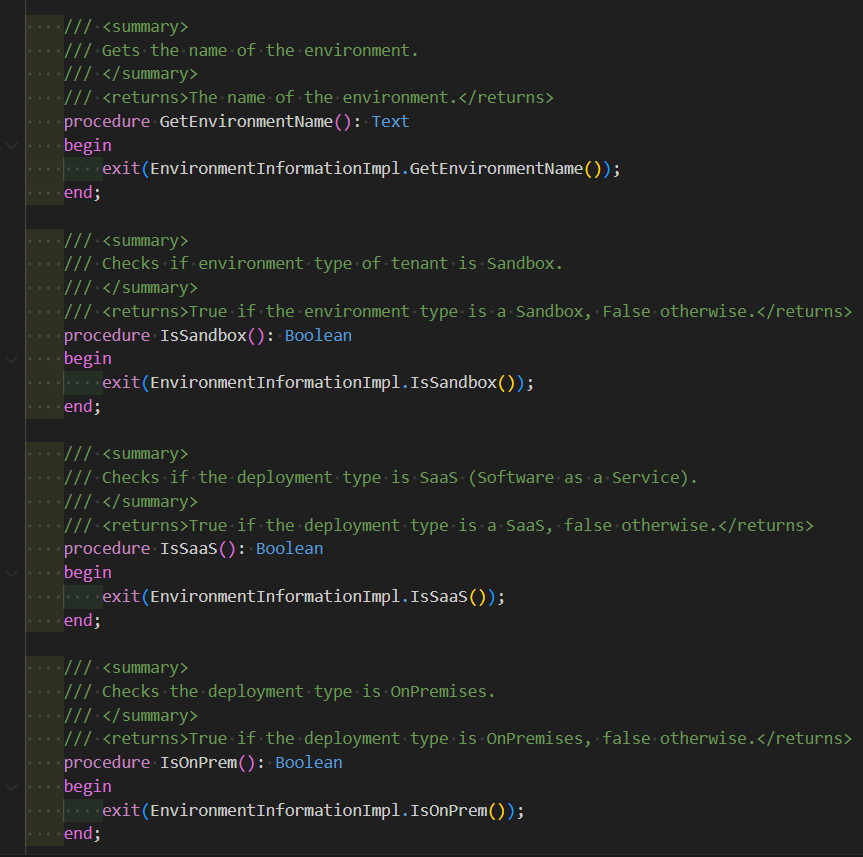 /// <summary>
/// Gets the name of the environment.
/// </summary>
/// <returns>The name of the environment.</returns>
procedure GetEnvironmentName(): Text
begin
exit(EnvironmentInformationImpl.GetEnvironmentName());
end;
/// <summary>
/// Checks if environment type of tenant is Sandbox.
/// </summary>
/// <returns>True if the environment type is a Sandbox, False otherwise.</returns>
procedure IsSandbox(): Boolean
begin
exit(EnvironmentInformationImpl.IsSandbox());
end;
/// <summary>
/// Checks if the deployment type is SaaS (Software as a Service).
/// </summary>
/// <returns>True if the deployment type is a SaaS, false otherwise.</returns>
procedure IsSaaS(): Boolean
begin
exit(EnvironmentInformationImpl.IsSaaS());
end;
/// <summary>
/// Checks the deployment type is OnPremises.
/// </summary>
/// <returns>True if the deployment type is OnPremises, false otherwise.</returns>
procedure IsOnPrem(): Boolean
begin
exit(EnvironmentInformationImpl.IsOnPrem());
end;